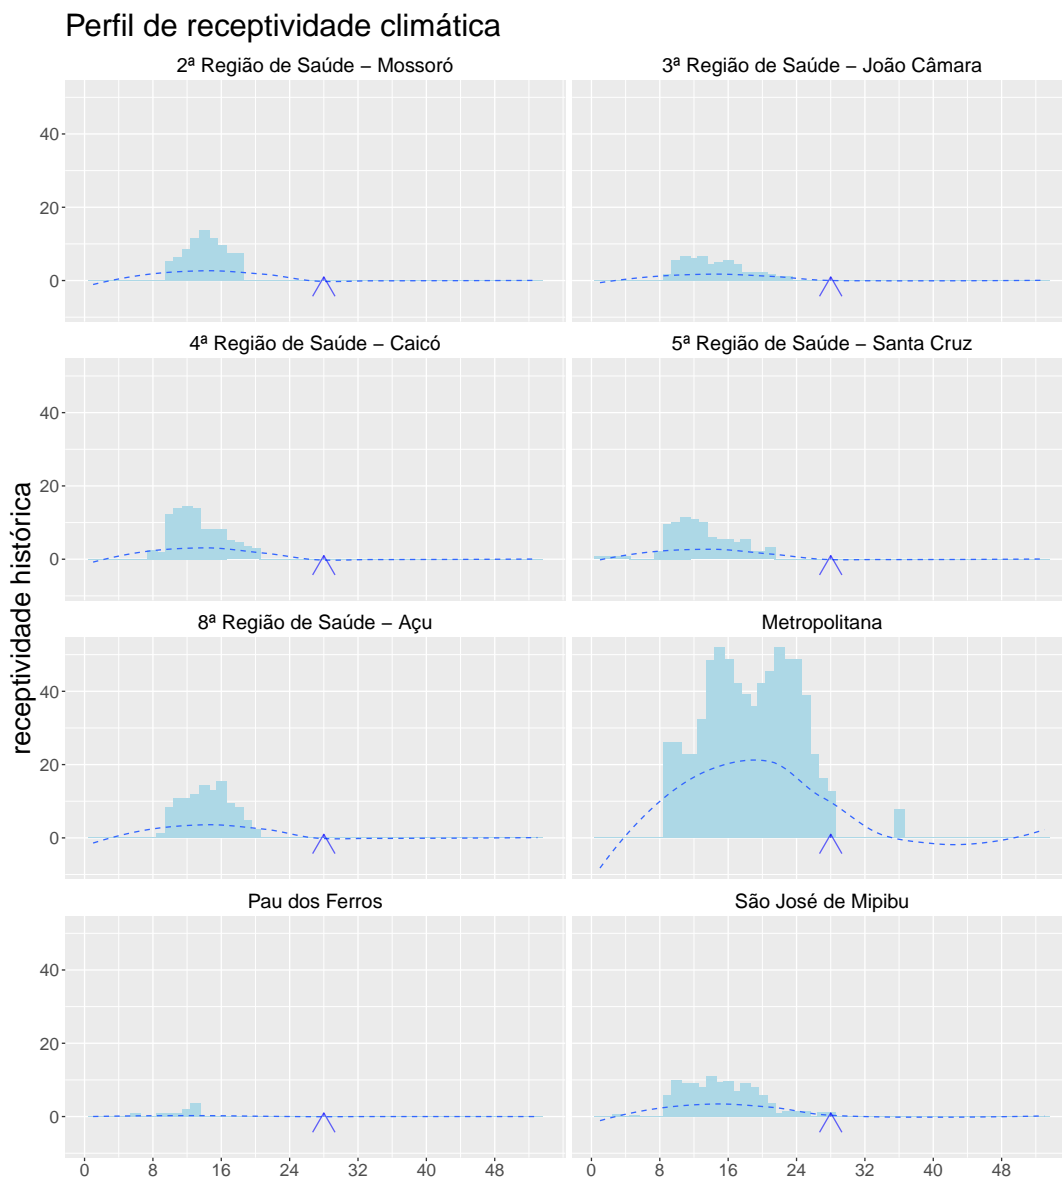 Perfil de receptividade climática
2ª Região de Saúde – Mossoró
3ª Região de Saúde – João Câmara
40
20
0
4ª Região de Saúde – Caicó
5ª Região de Saúde – Santa Cruz
40
20
0
receptividade histórica
8ª Região de Saúde – Açu
Metropolitana
40
20
0
Pau dos Ferros
São José de Mipibu
40
20
0
0 8 16 24 32 40 48
0 8 16 24 32 40 48